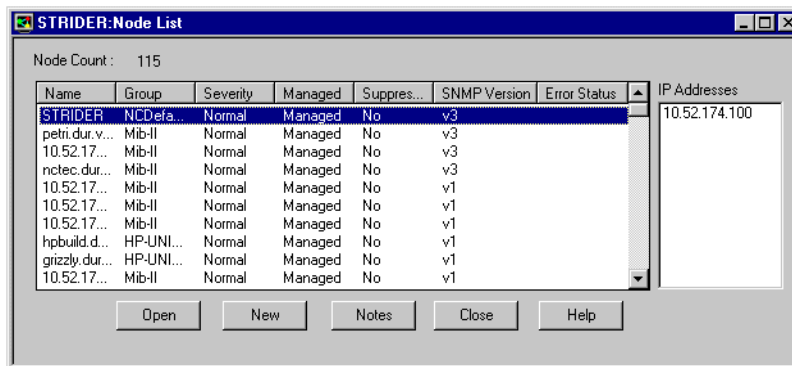 STRIDER:Node List
Node Count : 115
Name Group Severity Managed Suppres... SNMP Version Error Status IP Addresses
STRIDER NCDefa... Normal Managed No v3 10.52.174.100
petri.dur.v... Mib-II Normal Managed No v3
10.52.17... Mib-II Normal Managed No v3
nctec.dur... Mib-II Normal Managed No v3
10.52.17... Mib-II Normal Managed No v1
10.52.17... Mib-II Normal Managed No v1
10.52.17... Mib-II Normal Managed No v1
hpbuild.d... HP-UNI... Normal Managed No v1
grizzly.dur... HP-UNI... Normal Managed No v1
10.52.17... Mib-II Normal Managed No v1
Open New Notes Close Help